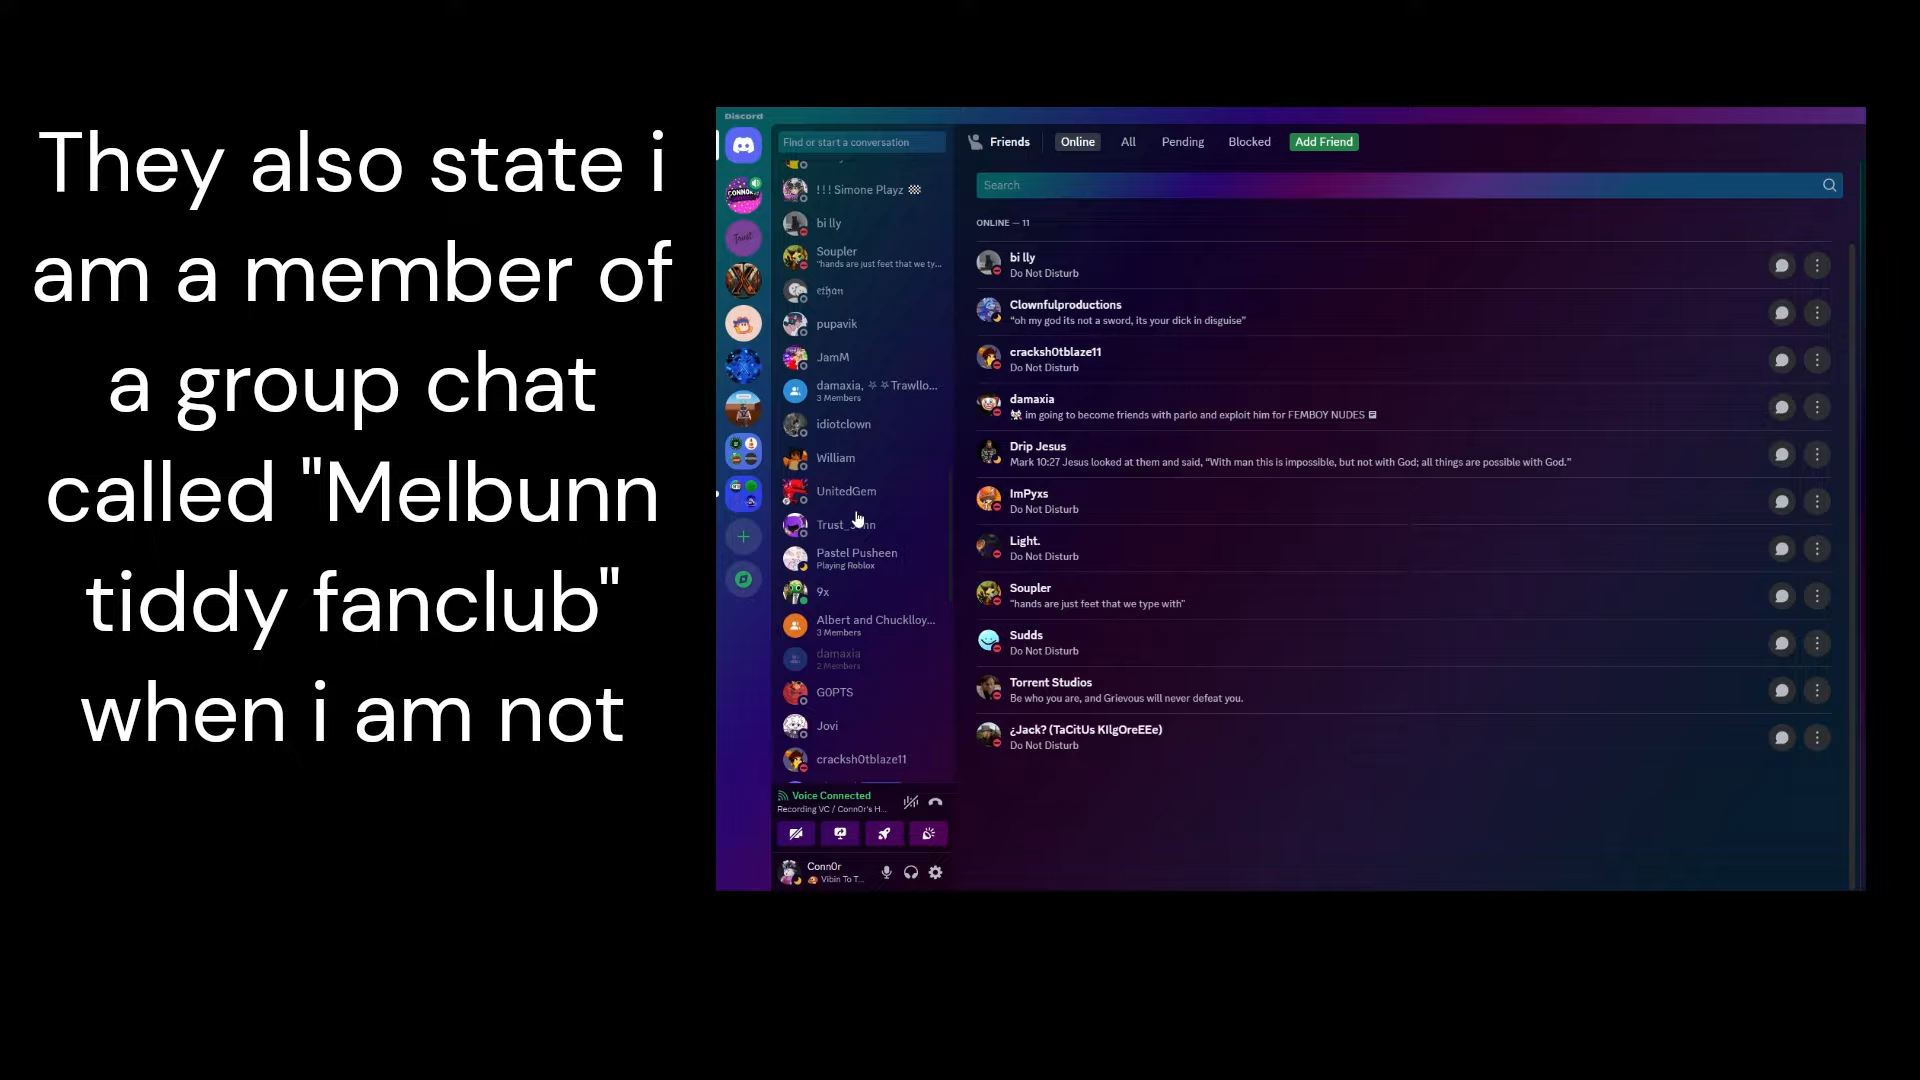 They also state i
am a member of
a group chat
called "Melbunn
tiddy fanclub"
when i am not
Discord
Find or start a conversation
!!! Simone Playz
bi lly
Soupler
"hands are just feet that we ty...
ethan
pupavik
JamM
damaxia, ⛧⛧Trawllo...
3 Members
idiotclown
William
UnitedGem
Pastel Pusheen
Playing Roblox
9x
Albert and Chucklloy...
3 Members
damaxia
2 Members
G0PTS
Jovi
cracksh0tblaze11
Voice Connected
Recording VC / Conn0r's H...
Conn0r
Vibin To T...
Friends
Online
All
Pending
Blocked
Add Friend
Search
ONLINE — 11
bi lly
Do Not Disturb
Clownfulproductions
"oh my god its not a sword, its your dick in disguise"
cracksh0tblaze11
Do Not Disturb
damaxia
im going to become friends with parlo and exploit him for FEMBOY NUDES
Drip Jesus
Mark 10:27 Jesus looked at them and said, "With man this is impossible, but not with God; all things are possible with God."
ImPyxs
Do Not Disturb
Light.
Do Not Disturb
Soupler
"hands are just feet that we type with"
Sudds
Do Not Disturb
Torrent Studios
Be who you are, and Grievous will never defeat you.
¿Jack? (TaCitUs KIlgOreEEe)
Do Not Disturb